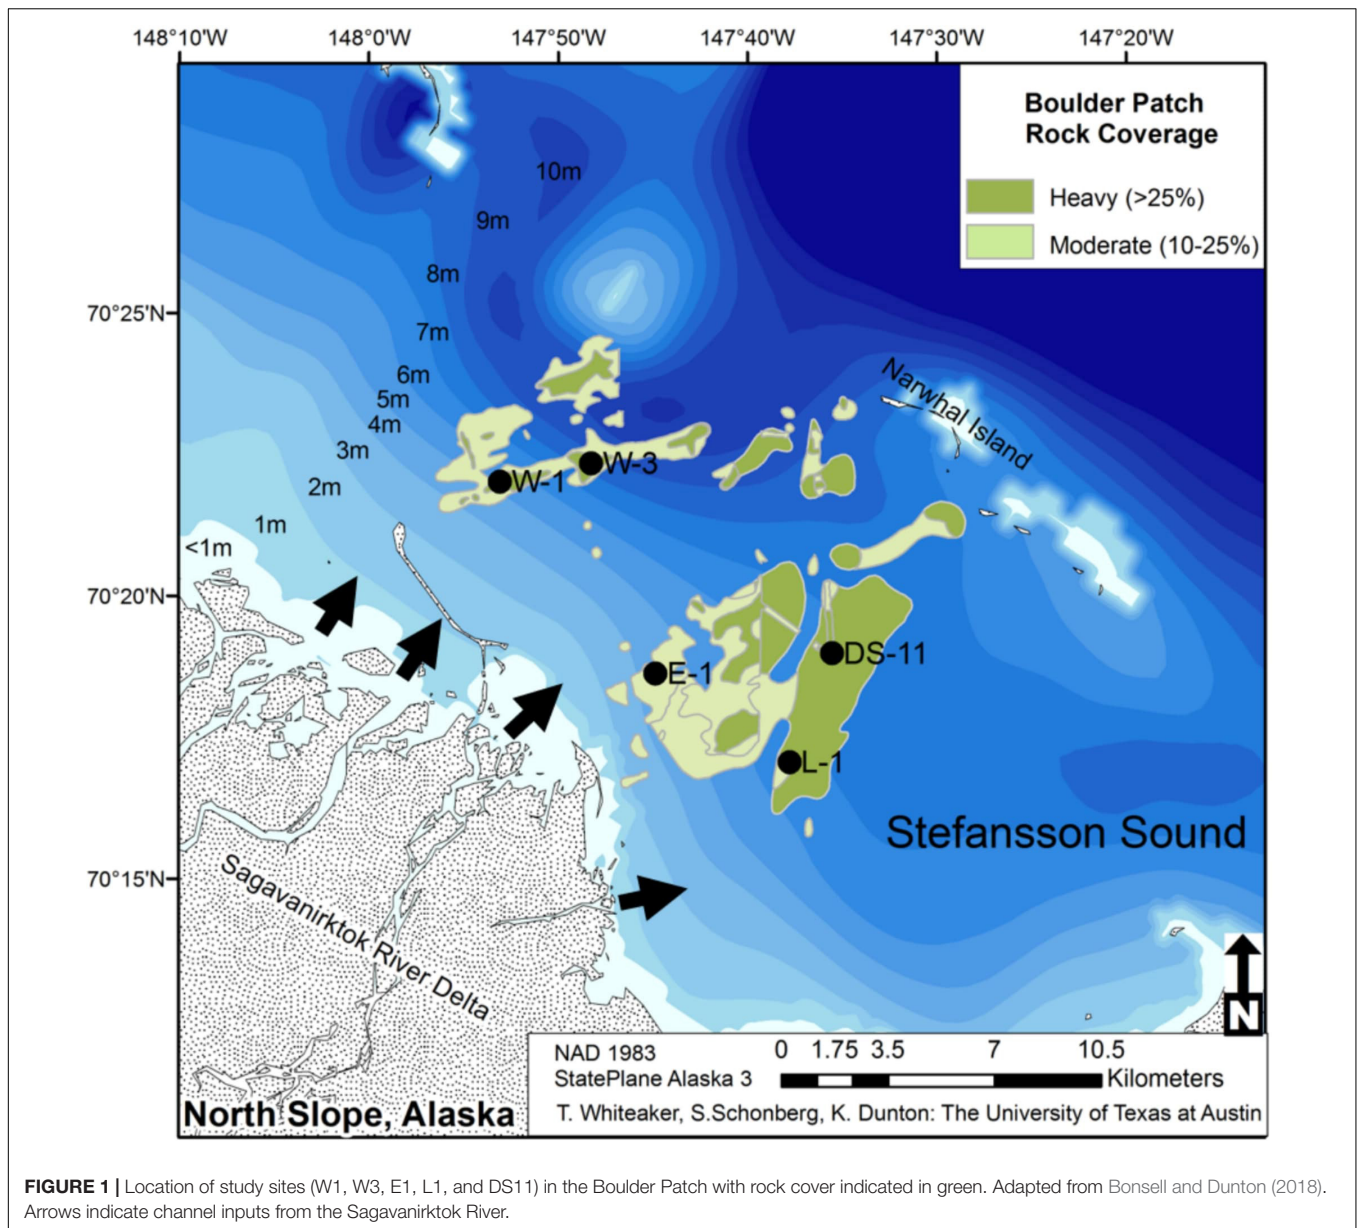 148°10'W 148°0'W 147°50'W 147°40'W 147°30'W 147°20'W
Boulder Patch
Rock Coverage
Heavy (>25%)
Moderate (10-25%)
10m
9m
8m
7m
6m
5m
4m
3m
2m
1m
<1m
70°25'N
70°20'N
70°15'N
Narwhal Island
W-1
W-3
E-1
DS-11
L-1
Stefansson Sound
Sagavanirktok River Delta
N
North Slope, Alaska
NAD 1983
StatePlane Alaska 3
0 1.75 3.5 7 10.5
Kilometers
T. Whiteaker, S.Schonberg, K. Dunton: The University of Texas at Austin
FIGURE 1 | Location of study sites (W1, W3, E1, L1, and DS11) in the Boulder Patch with rock cover indicated in green. Adapted from Bonsell and Dunton (2018).
Arrows indicate channel inputs from the Sagavanirktok River.